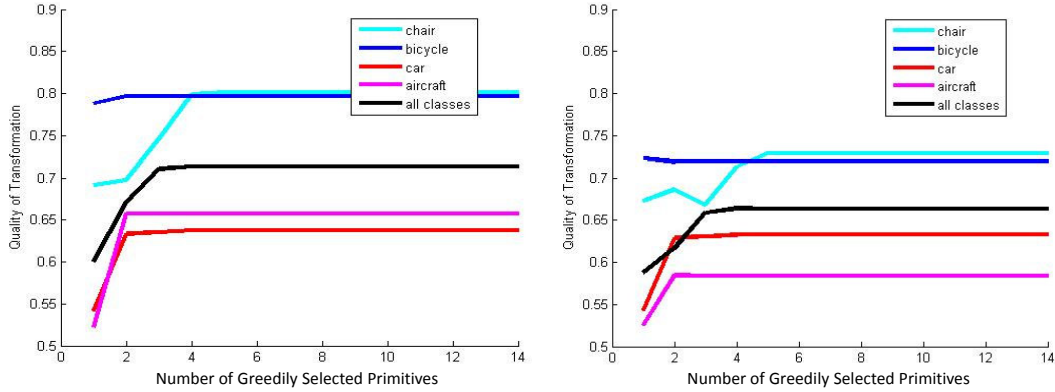 0.9
0.85
0.8
0.75
0.7
0.65
0.6
0.55
0.5
Quality of Transformation
0 2 4 6 8 10 12 14
Number of Greedily Selected Primitives
chair
bicycle
car
aircraft
all classes
0.9
0.85
0.8
0.75
0.7
0.65
0.6
0.55
0.5
Quality of Transformation
0 2 4 6 8 10 12 14
Number of Greedily Selected Primitives
chair
bicycle
car
aircraft
all classes